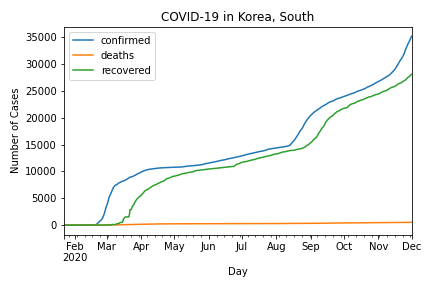 COVID-19 in Korea, South
confirmed
deaths
recovered
Number of Cases
35000
30000
25000
20000
15000
10000
5000
0
Feb Mar Apr May Jun Jul Aug Sep Oct Nov Dec
2020
Day